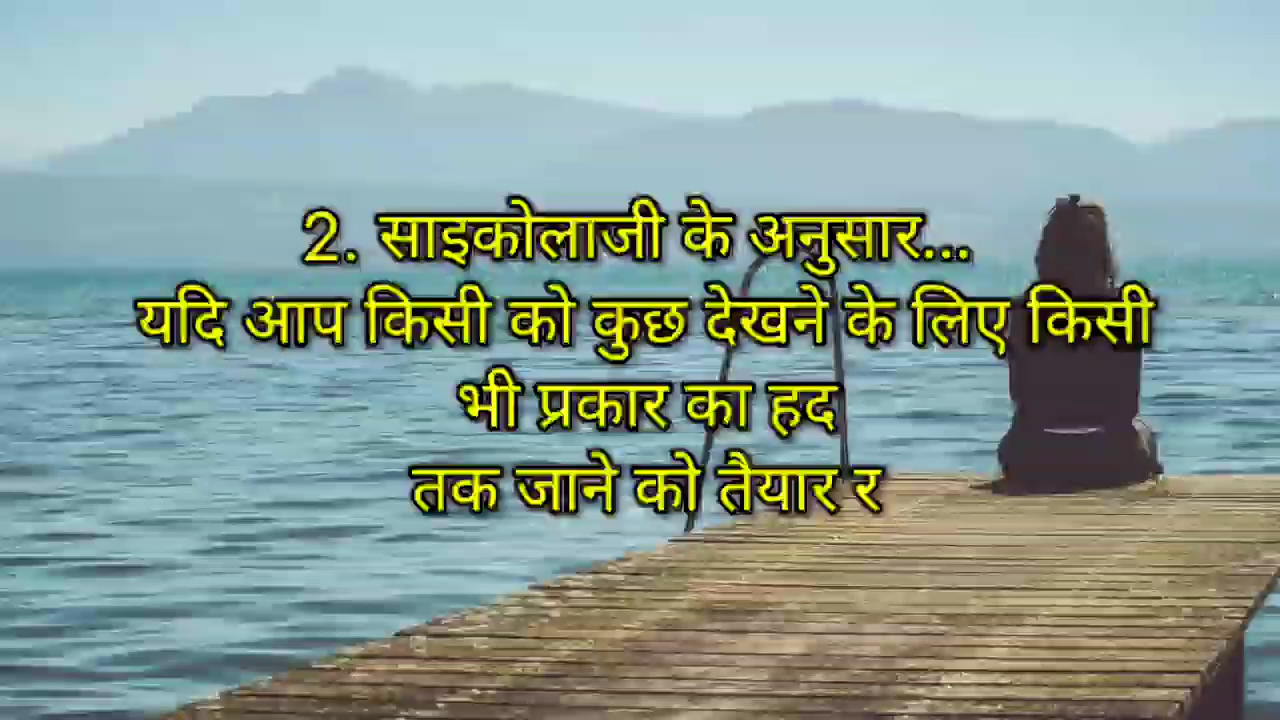 2. साइकोलाजी के अनुसार...
यदि आप किसी को कुछ देखने के लिए किसी
भी प्रकार का हद
तक जाने को तैयार र